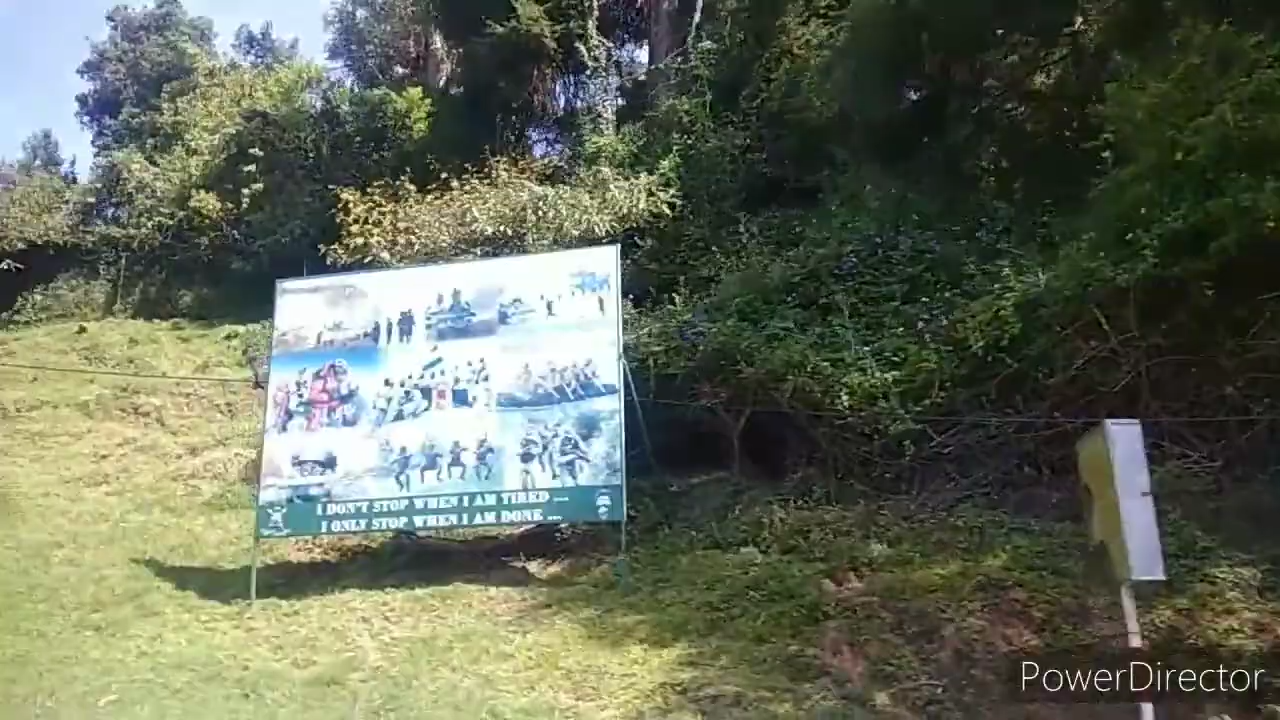 I DON'T STOP WHEN I AM TIRED ....
I ONLY STOP WHEN I AM DONE ....
PowerDirector